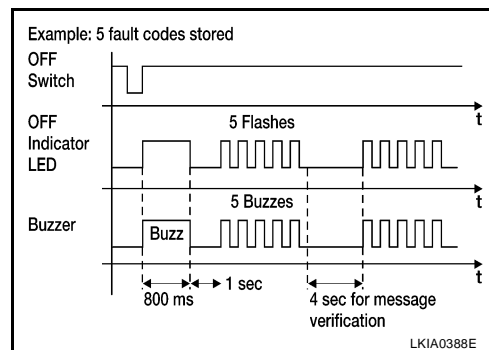 Example: 5 fault codes stored
OFF
Switch
t
OFF
Indicator
LED
5 Flashes
t
Buzzer
5 Buzzes
Buzz
t
800 ms
1 sec
4 sec for message
verification
LKIA0388E